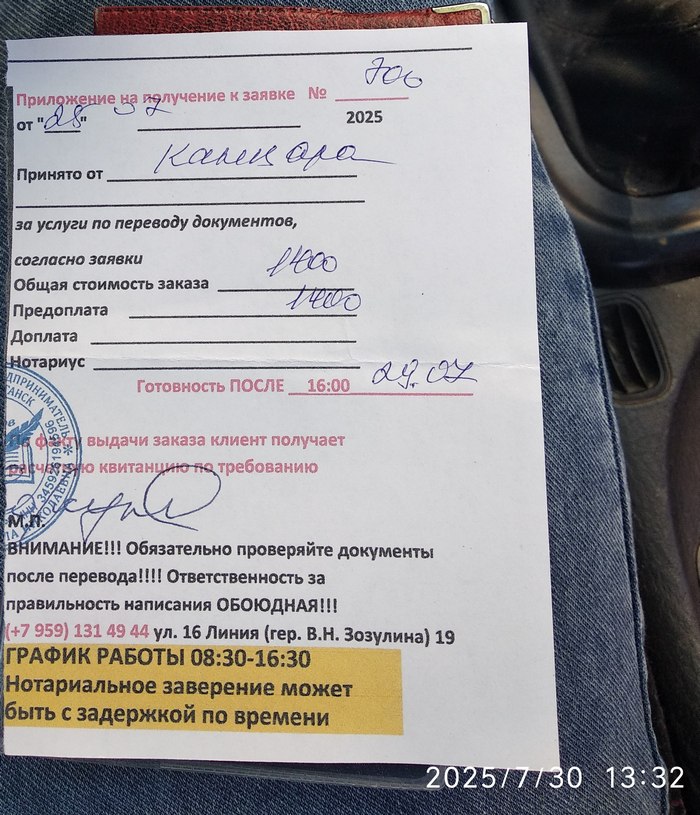 Приложение на получение к заявке № 706
от "28" 07 2025
Принято от
за услуги по переводу документов,
согласно заявки
Общая стоимость заказа 1400
Предоплата 1400
Доплата
Нотариус
Готовность ПОСЛЕ 16:00 29.07
По факту выдачи заказа клиент получает
расчетную квитанцию по требованию
М.П.
ВНИМАНИЕ!!! Обязательно проверяйте документы
после перевода!!!! Ответственность за
правильность написания ОБОЮДНАЯ!!!
(+7 959) 131 49 44 ул. 16 Линия (гер. В.Н. Зозулина) 19
ГРАФИК РАБОТЫ 08:30-16:30
Нотариальное заверение может
быть с задержкой по времени
2025/7/30 13:32